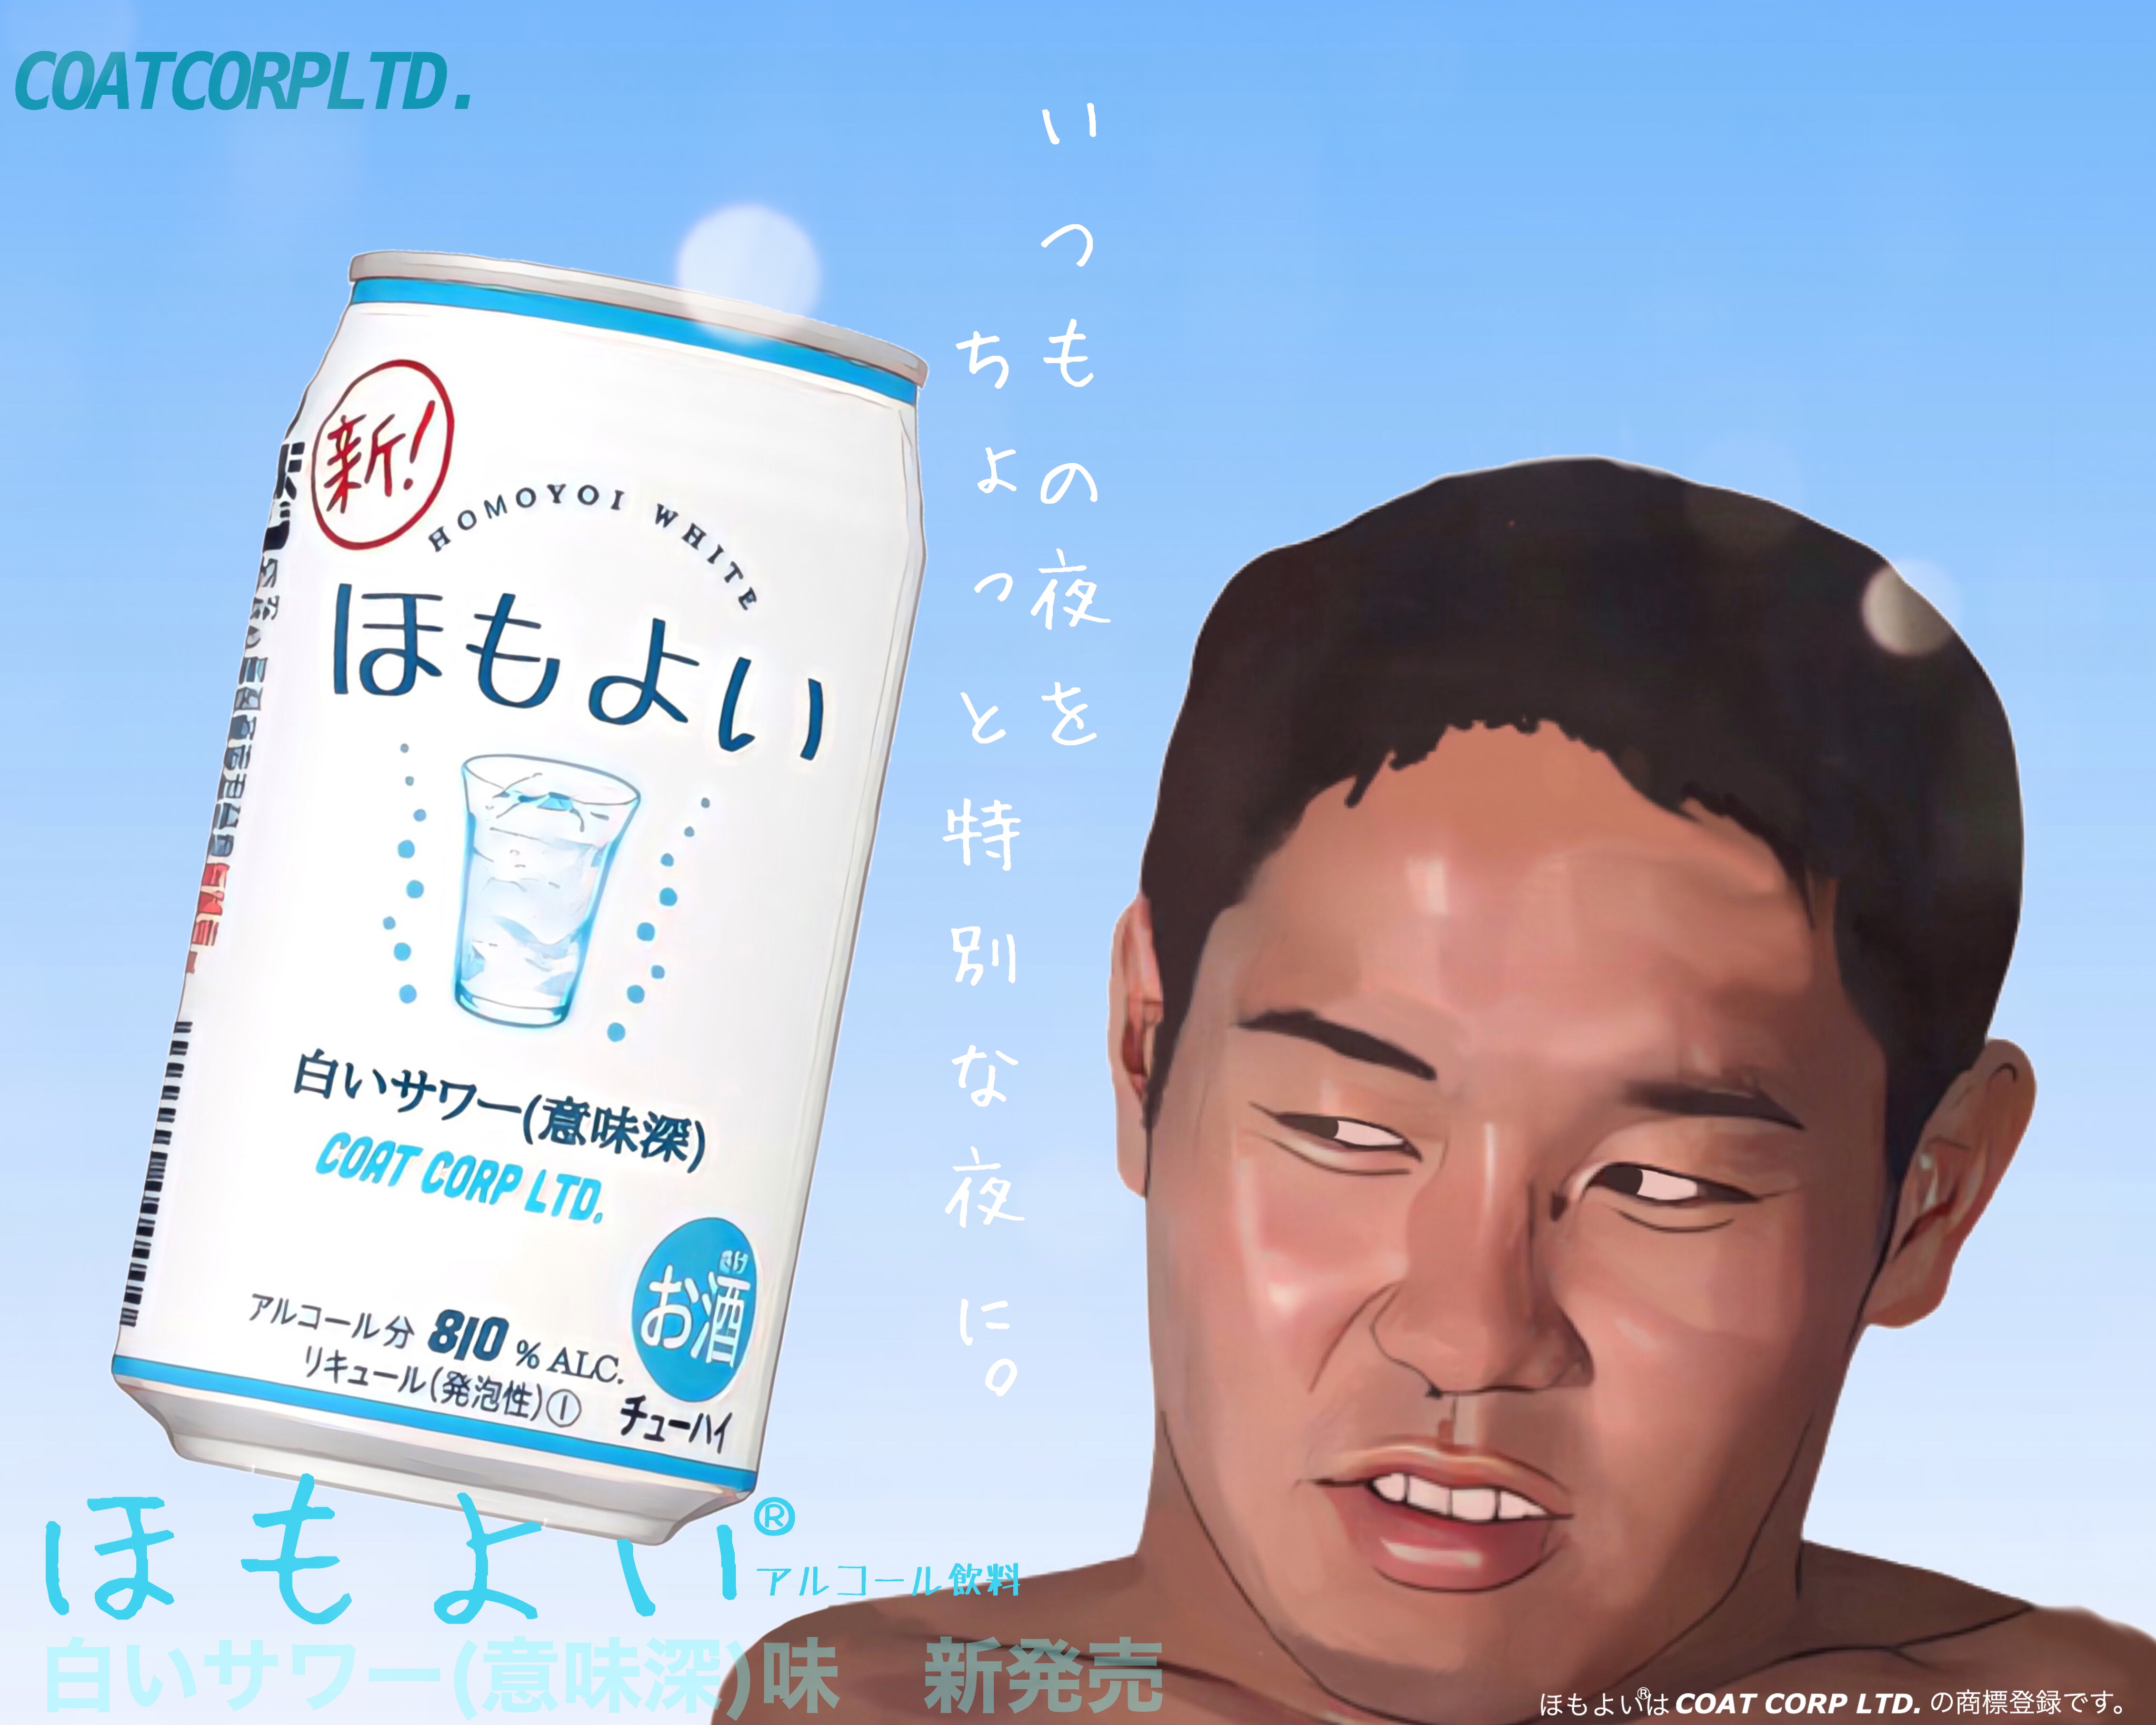 COATCORPLTD.
いつもの夜を
ちょっと特別な夜に。
新!
HOMOYOI WHITE
ほもよい
白いサワー(意味深)
COAT CORP LTD.
お酒
さけ
アルコール分 810 % ALC.
リキュール(発泡性)①
チューハイ
ほもよい®
アルコール飲料
白いサワー(意味深)味 新発売
ほもよい®は COAT CORP LTD. の商標登録です。